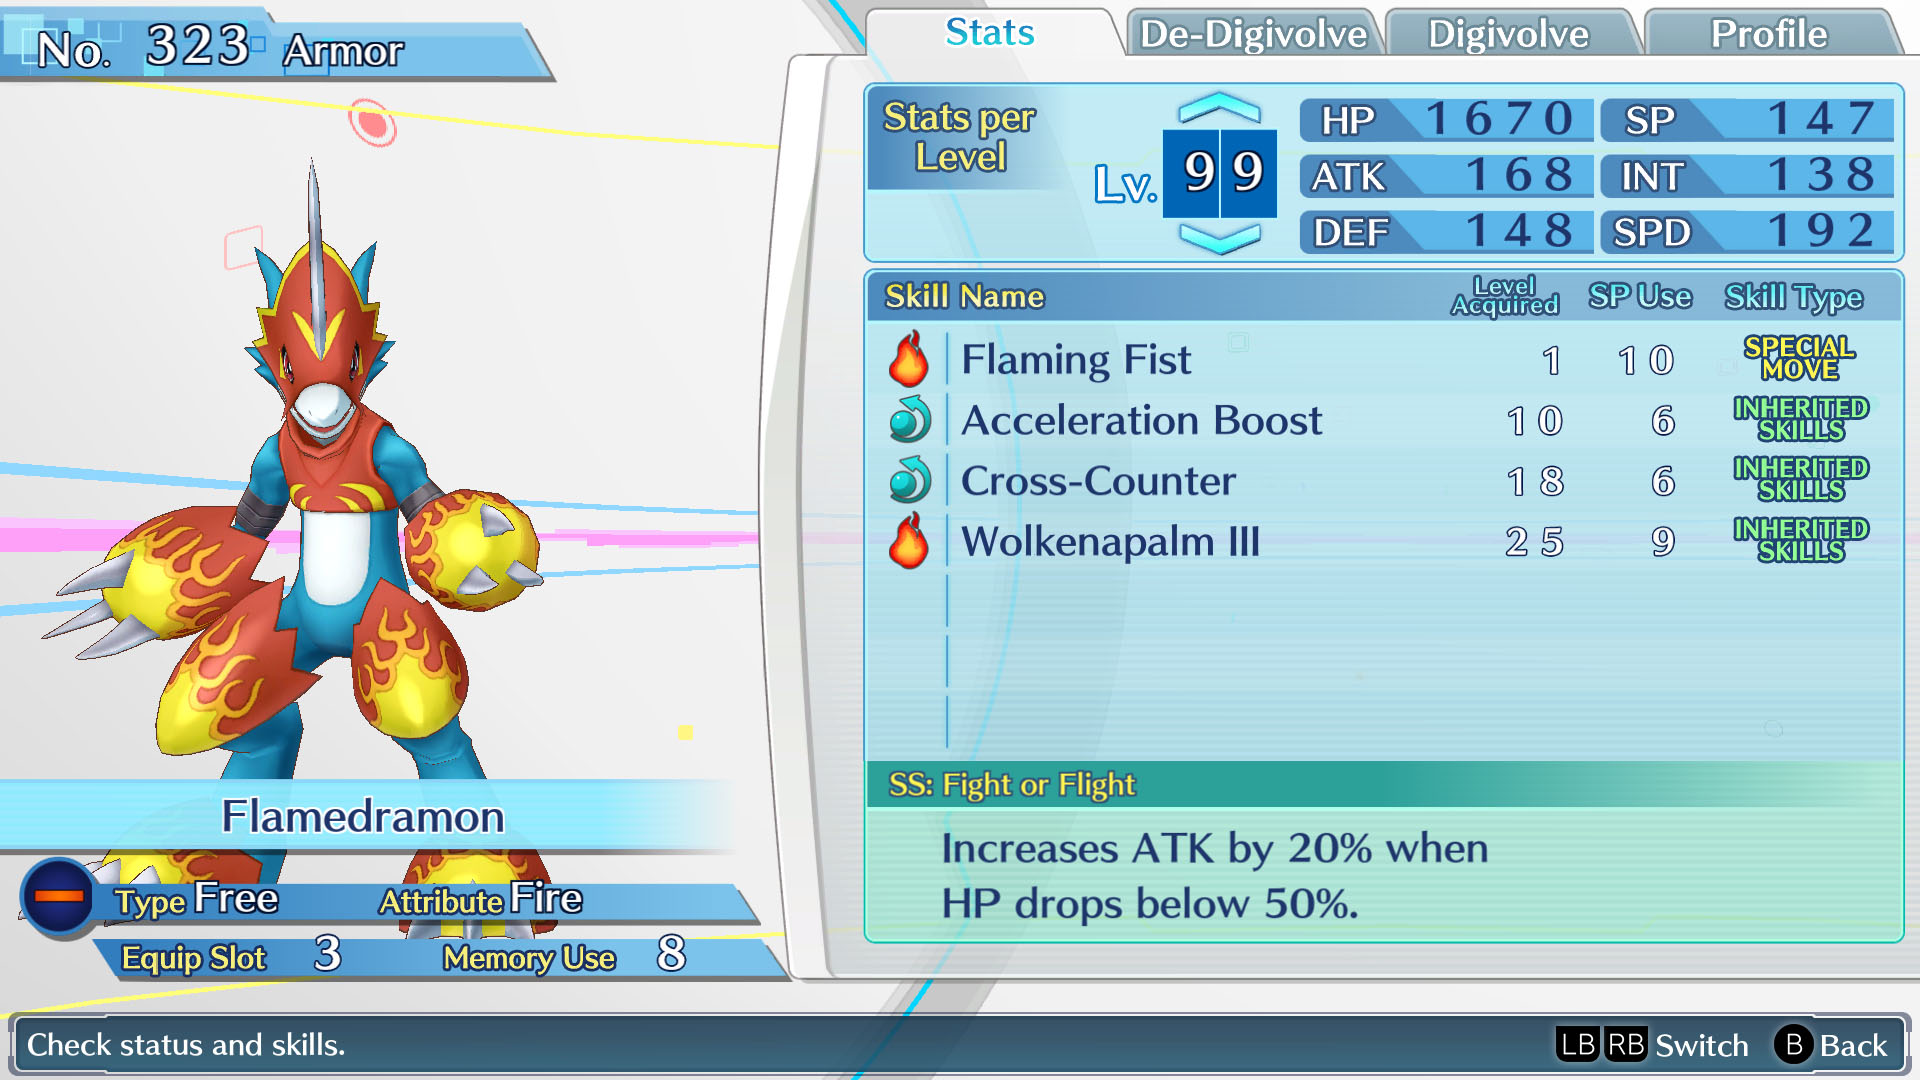 No. 323 Armor
Stats De-Digivolve Digivolve Profile
Stats per
Level
Lv. 99
HP 1670 SP 147
ATK 168 INT 138
DEF 148 SPD 192
Skill Name Level Acquired SP Use Skill Type
Flaming Fist 1 10 SPECIAL MOVE
Acceleration Boost 10 6 INHERITED SKILLS
Cross-Counter 18 6 INHERITED SKILLS
Wolkenapalm III 25 9 INHERITED SKILLS
SS: Fight or Flight
Increases ATK by 20% when
HP drops below 50%.
Flamedramon
Type Free Attribute Fire
Equip Slot 3 Memory Use 8
Check status and skills.
LB RB Switch B Back